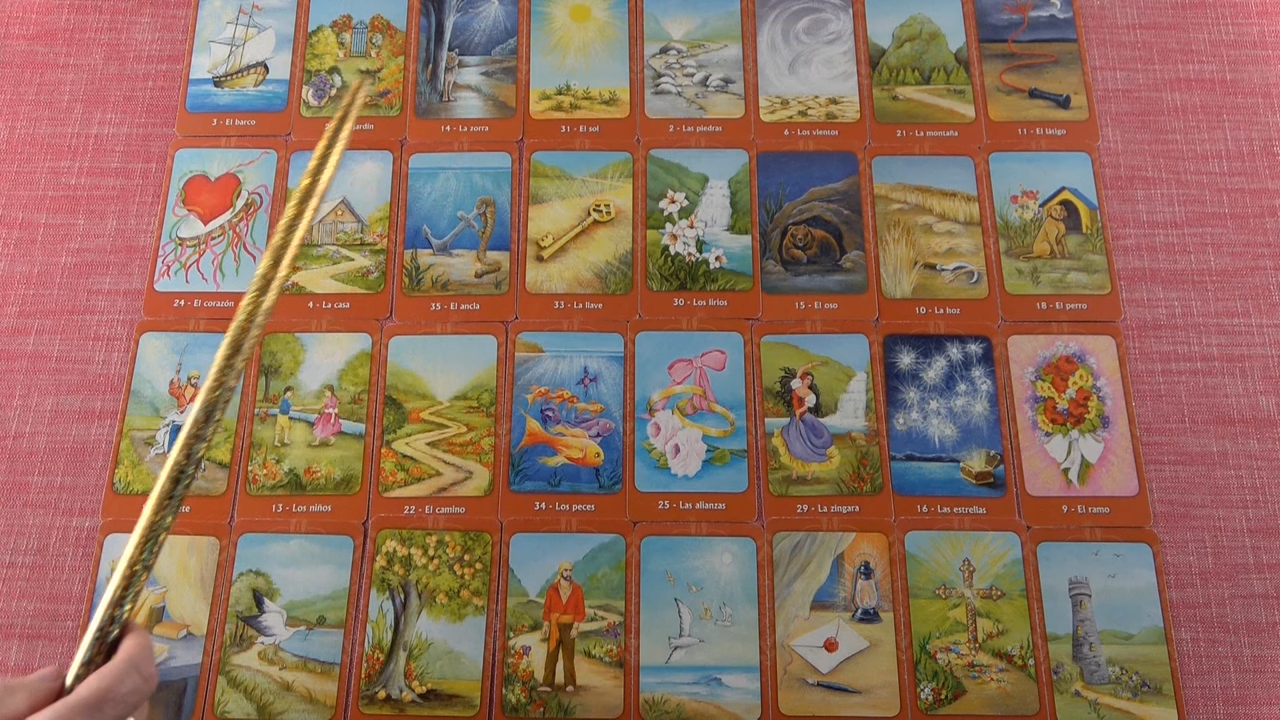 3 - El barco
jardín
14 - La zorra
31 - El sol
2 - Las piedras
6 - Los vientos
21 - La montaña
11 - El látigo
24 - El corazón
4 - La casa
35 - El ancla
33 - La llave
30 - Los lirios
15 - El oso
10 - La hoz
18 - El perro
13 - Los niños
22 - El camino
34 - Los peces
25 - Las alianzas
29 - La zíngara
16 - Las estrellas
9 - El ramo